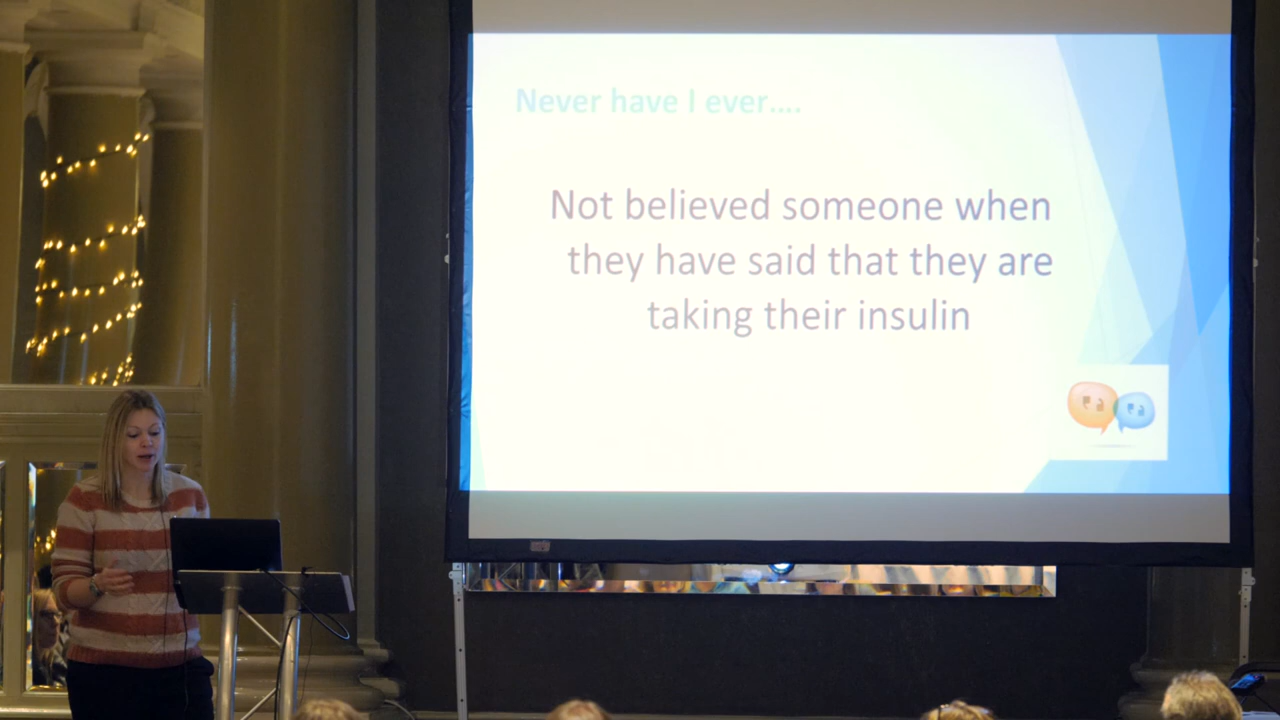 Never have I ever....
Not believed someone when
they have said that they are
taking their insulin